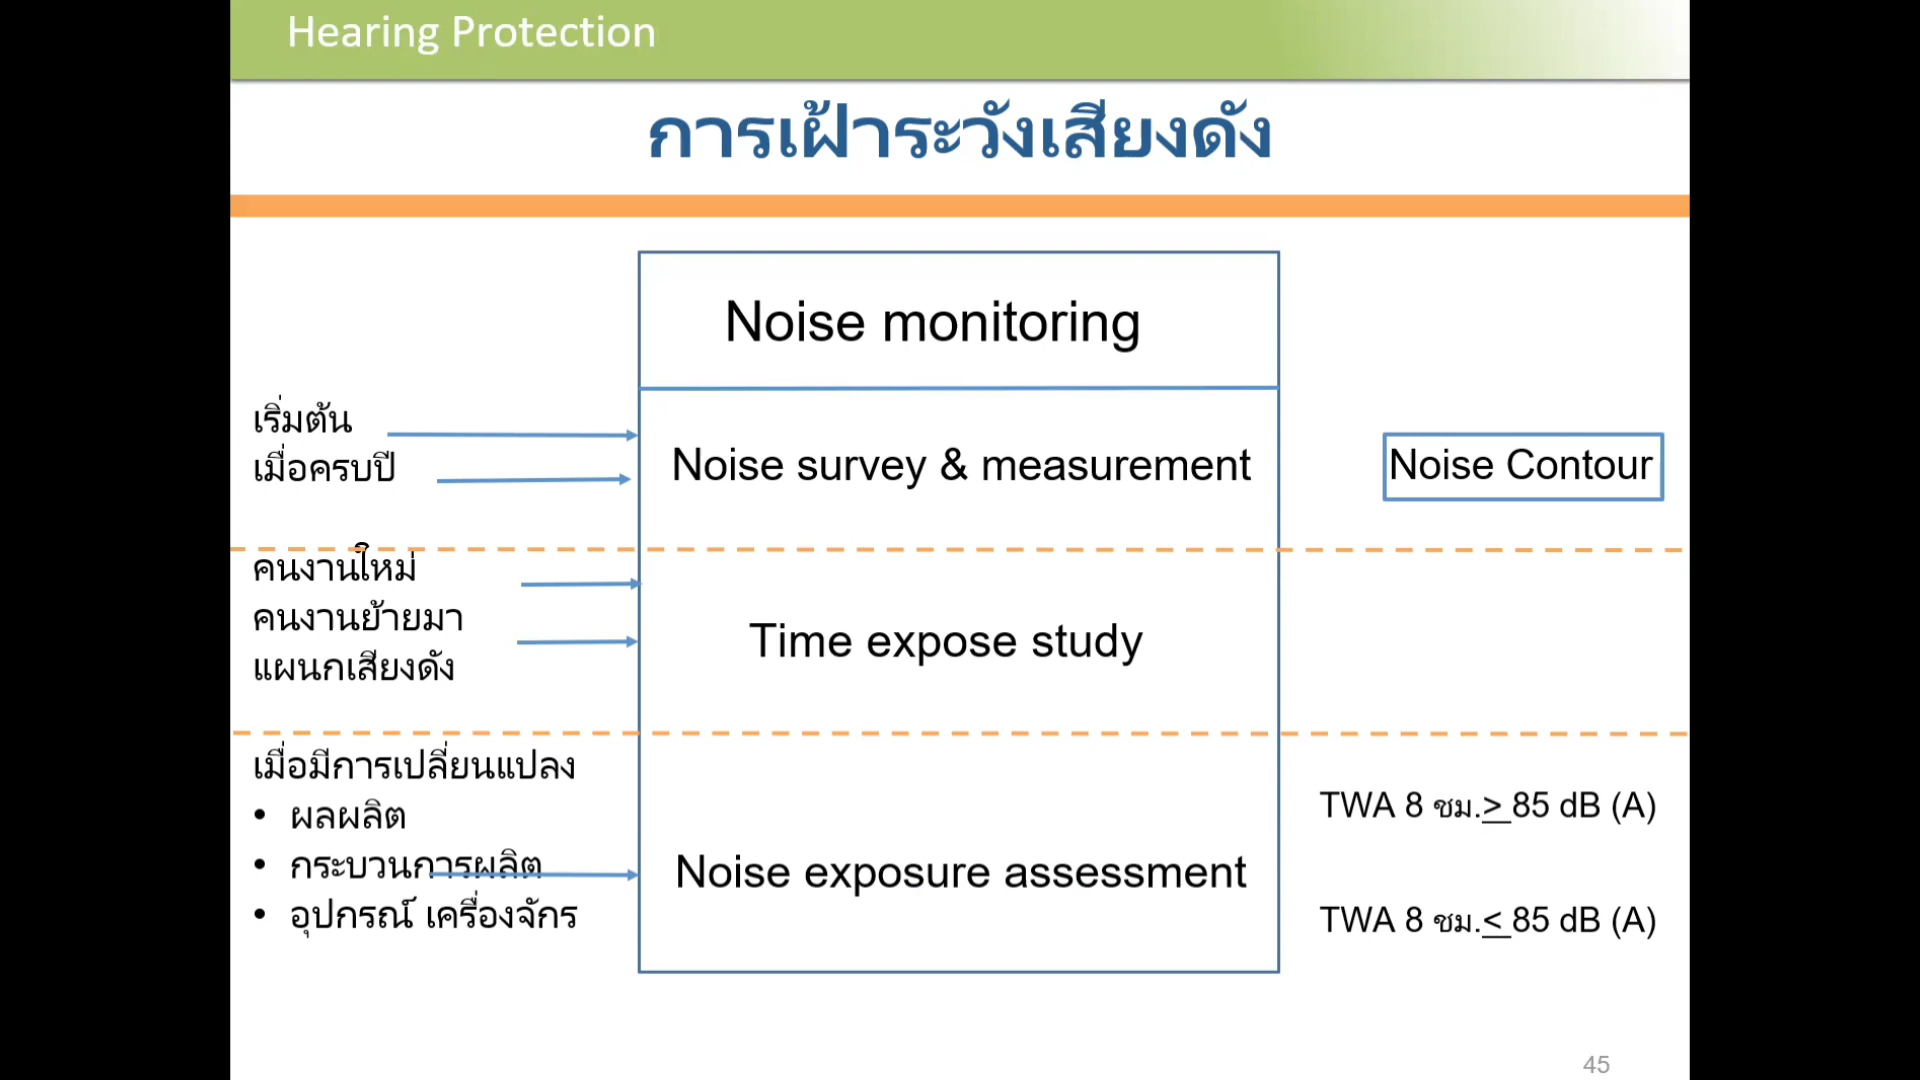 Hearing Protection
การเฝ้าระวังเสียงดัง
Noise monitoring
เริ่มต้น
เมื่อครบปี
Noise survey & measurement
Noise Contour
คนงานใหม่
คนงานย้ายมา
แผนกเสียงดัง
Time expose study
เมื่อมีการเปลี่ยนแปลง
• ผลผลิต
• กระบวนการผลิต
• อุปกรณ์ เครื่องจักร
Noise exposure assessment
TWA 8 ชม.> 85 dB (A)
TWA 8 ชม.< 85 dB (A)
45